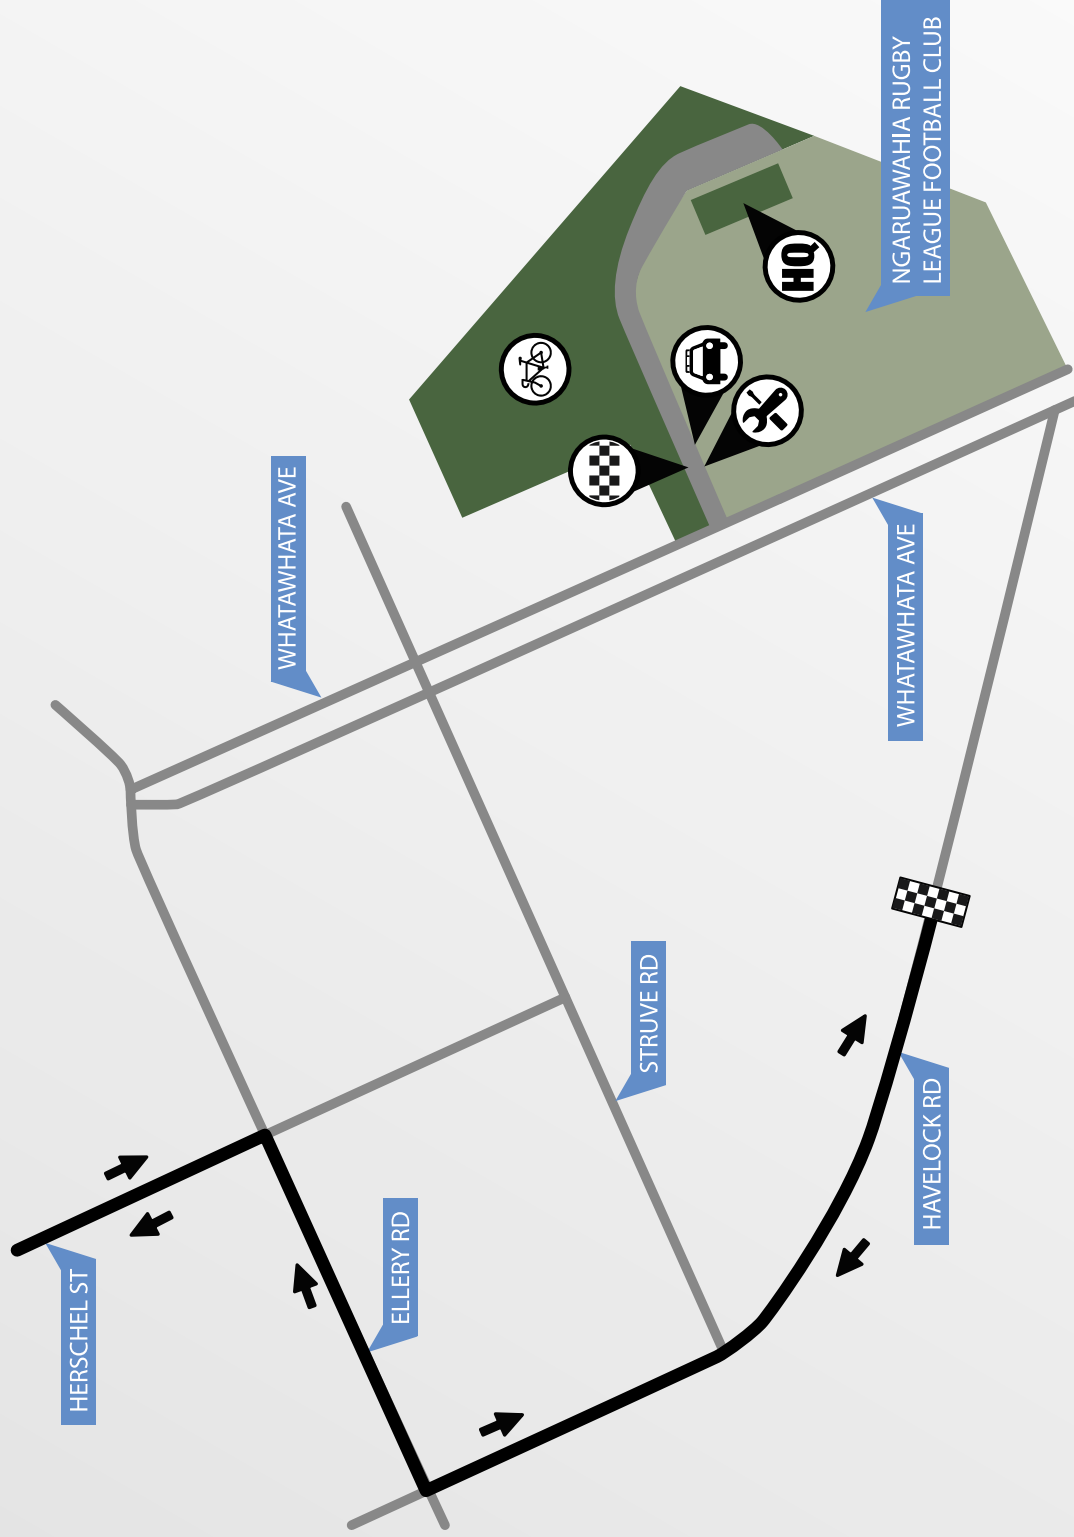 NGARUAWAHIA RUGBY
LEAGUE FOOTBALL CLUB
HQ
WHATAWHATA AVE
WHATAWHATA AVE
STRUVE RD
HAVELOCK RD
ELLERY RD
HERSCHEL ST